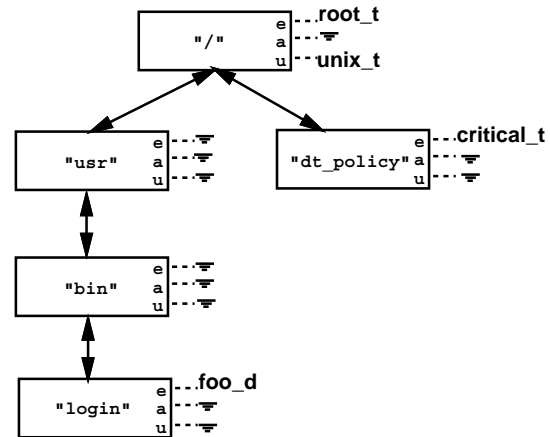 e root_t
"/" a
u unix_t
e
"usr" a
u
e critical_t
"dt_policy" a
u
e
"bin" a
u
e foo_d
"login" a
u